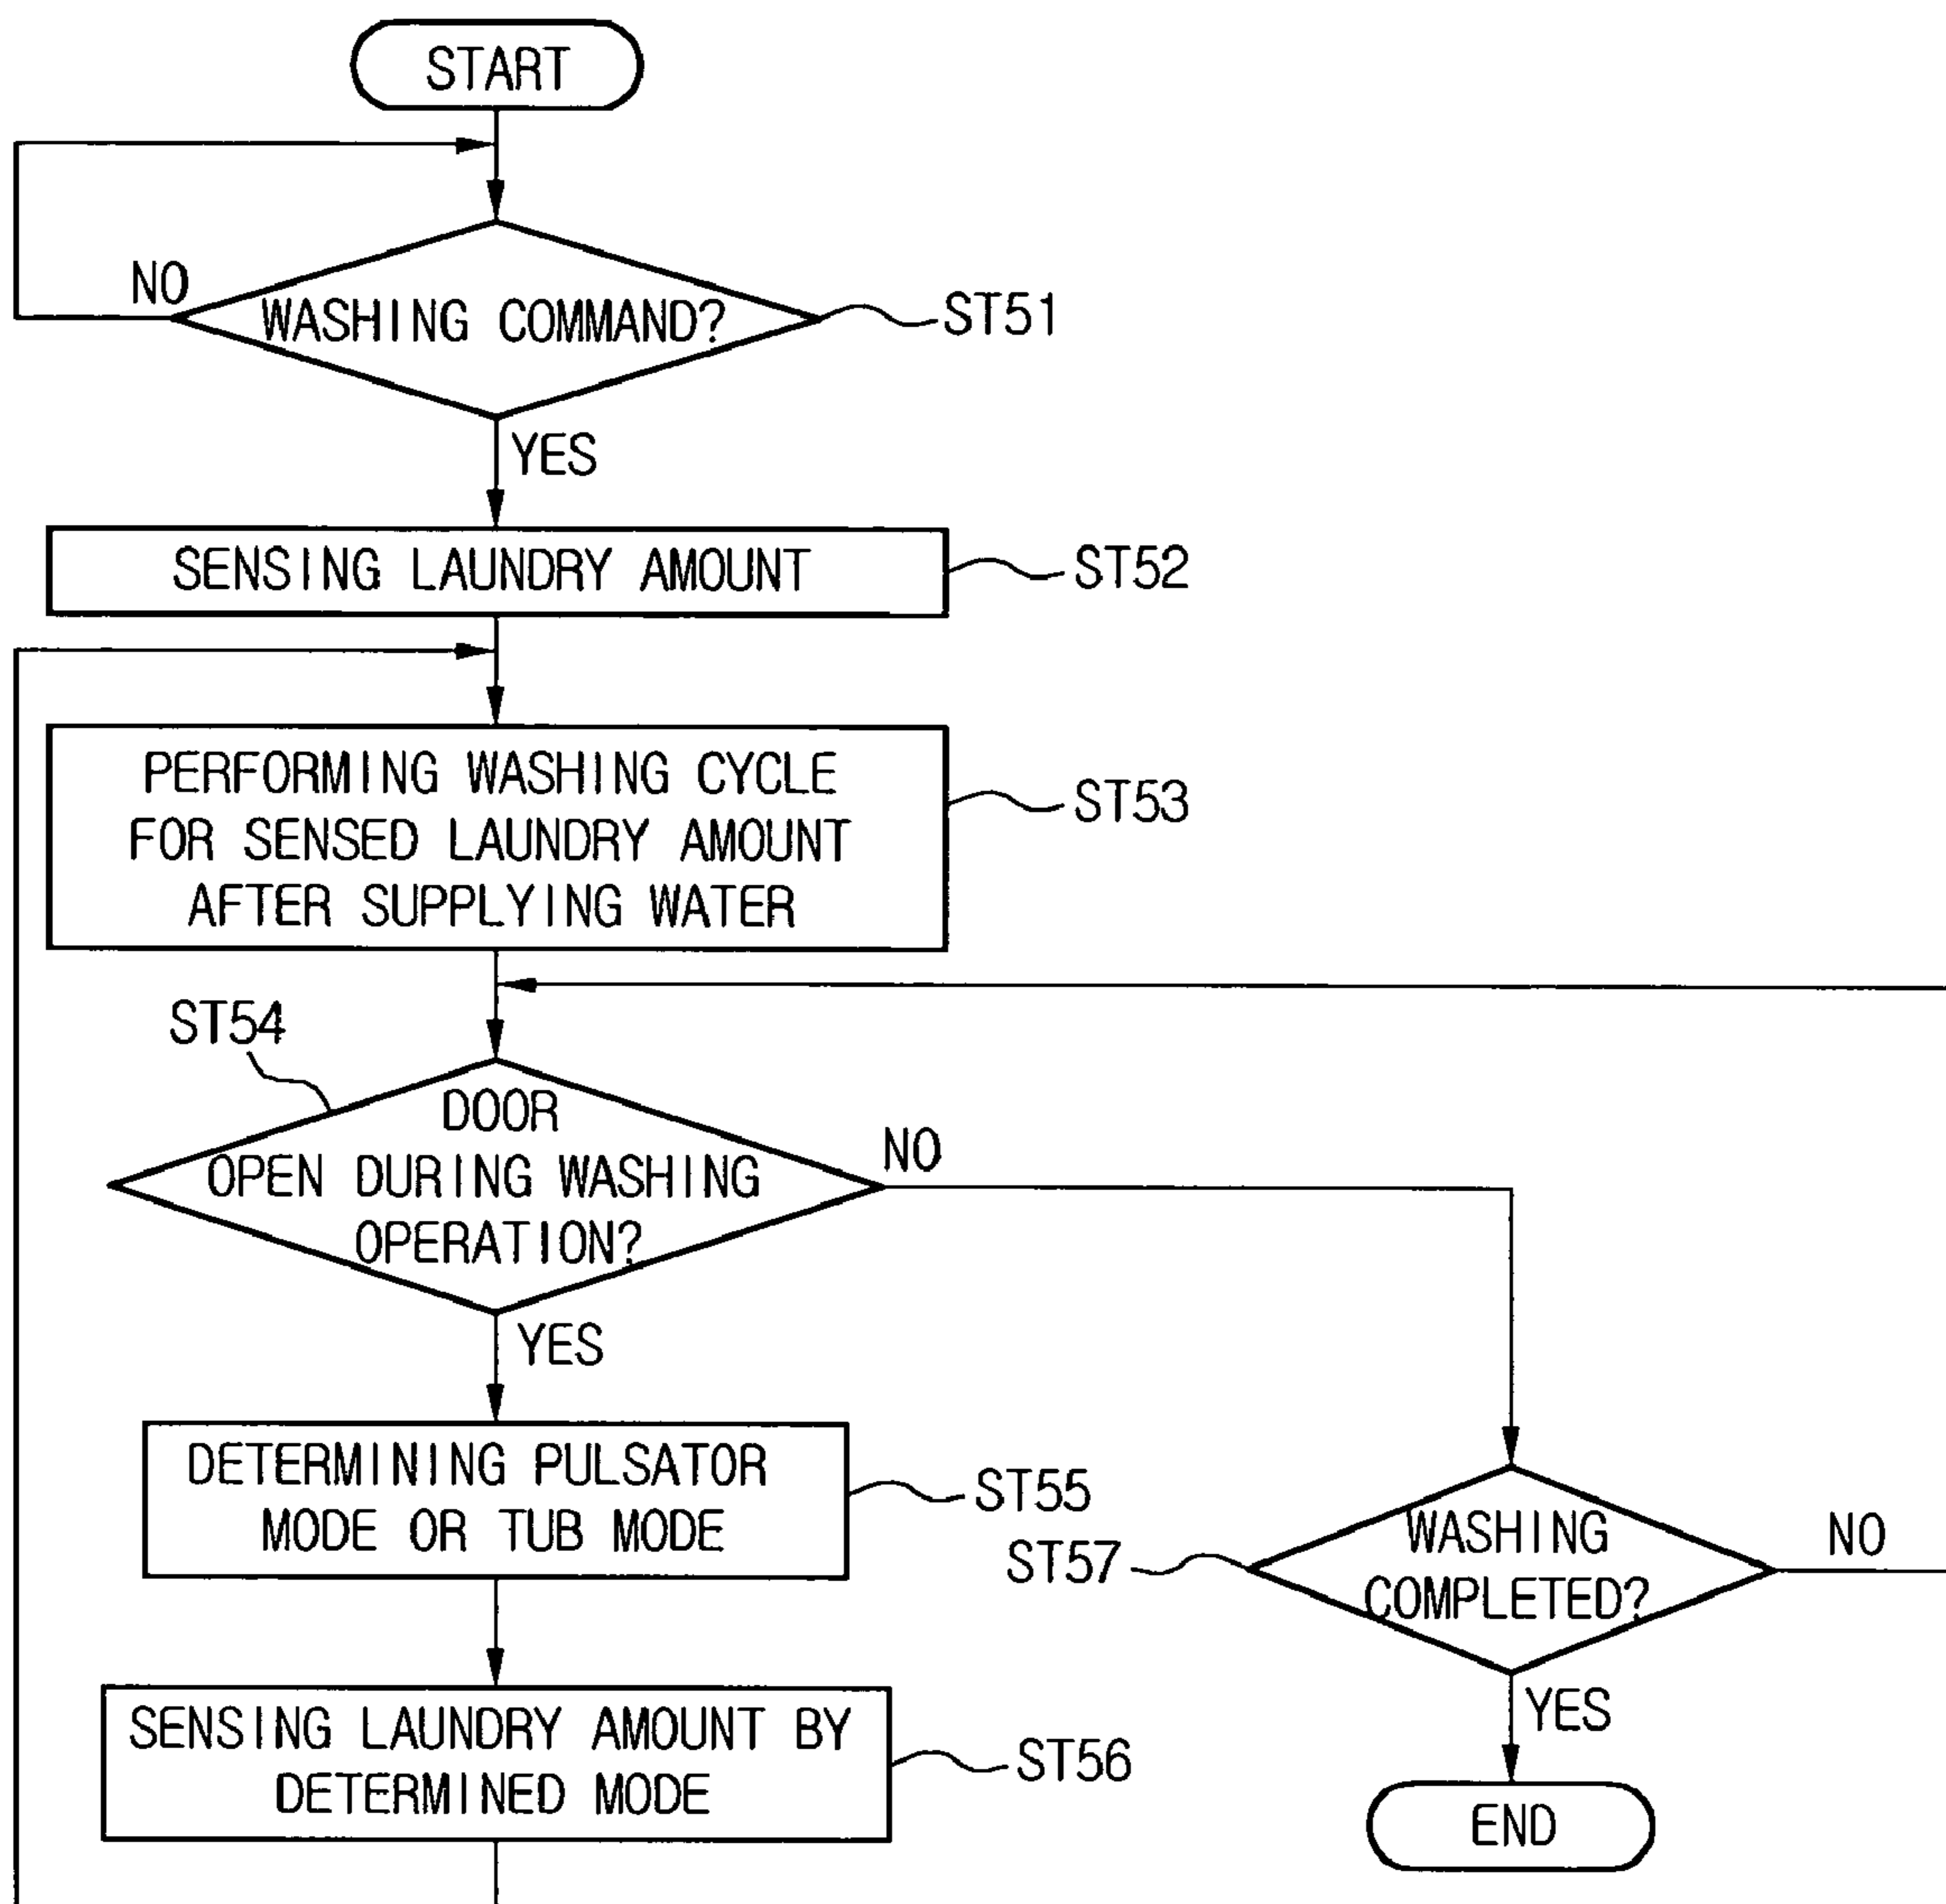 START
NO
WASHING COMMAND?
ST51
YES
SENSING LAUNDRY AMOUNT
ST52
PERFORMING WASHING CYCLE
FOR SENSED LAUNDRY AMOUNT
AFTER SUPPLYING WATER
ST53
ST54
DOOR
OPEN DURING WASHING
OPERATION?
NO
YES
DETERMINING PULSATOR
MODE OR TUB MODE
ST55
SENSING LAUNDRY AMOUNT BY
DETERMINED MODE
ST56
ST57
WASHING
COMPLETED?
NO
YES
END